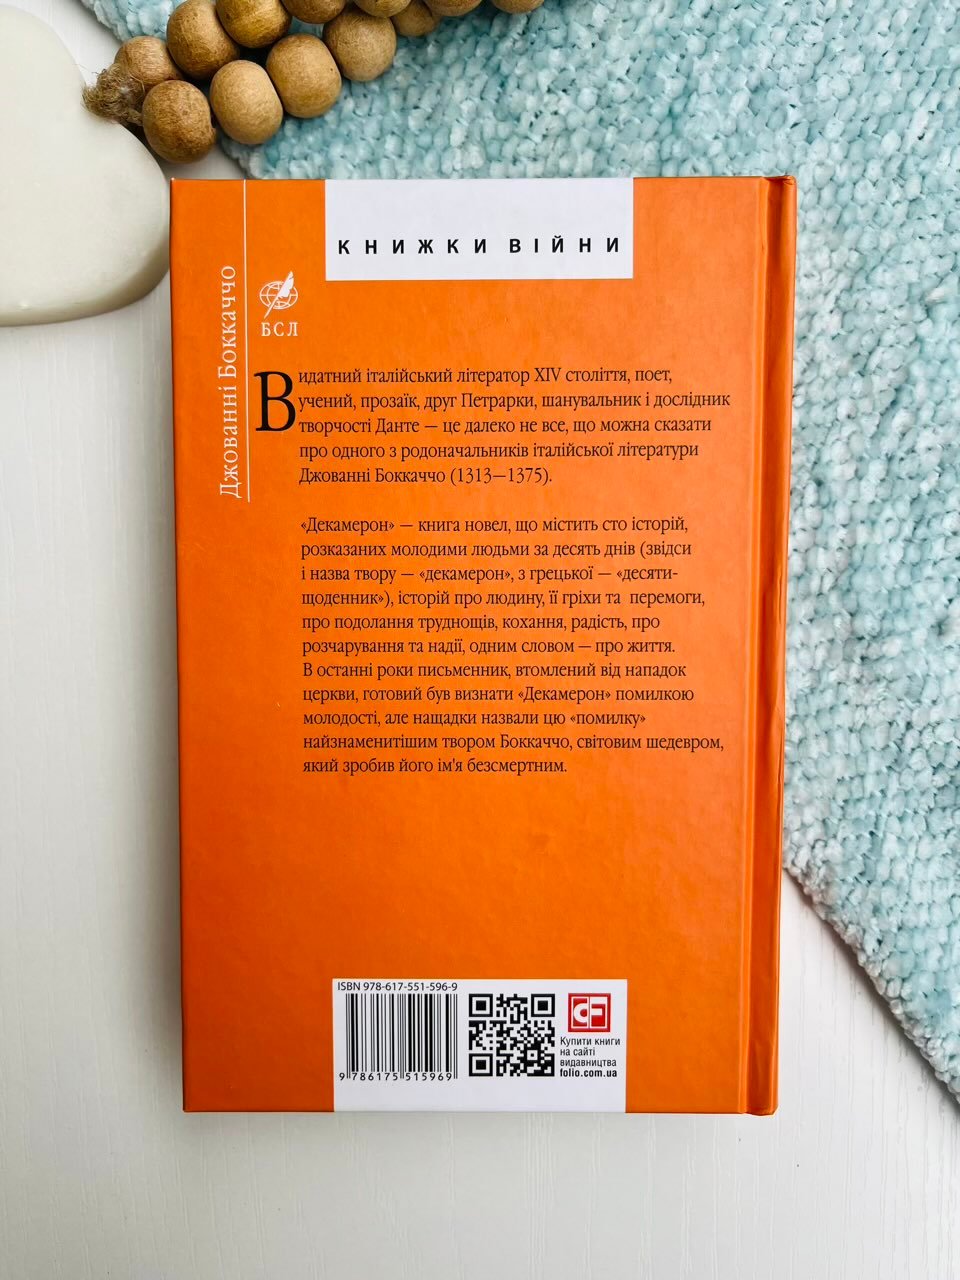 КНИЖКИ ВІЙНИ
Джованні Боккаччо
БСЛ
Видатний італійський літератор XIV століття, поет,
учений, прозаїк, друг Петрарки, шанувальник і дослідник
творчості Данте — це далеко не все, що можна сказати
про одного з родоначальників італійської літератури
Джованні Боккаччо (1313—1375).
«Декамерон» — книга новел, що містить сто історій,
розказаних молодими людьми за десять днів (звідси
і назва твору — «декамерон», з грецької — «десяти-
щоденник»), історій про людину, її гріхи та перемоги,
про подолання труднощів, кохання, радість, про
розчарування та надії, одним словом — про життя.
В останні роки письменник, втомлений від нападок
церкви, готовий був визнати «Декамерон» помилкою
молодості, але нащадки назвали цю «помилку»
найзнаменитішим твором Боккаччо, світовим шедевром,
який зробив його ім'я безсмертним.
ISBN 978-617-551-596-9
9 786175 515969
CF
Купити книги
на сайті
видавництва
folio.com.ua